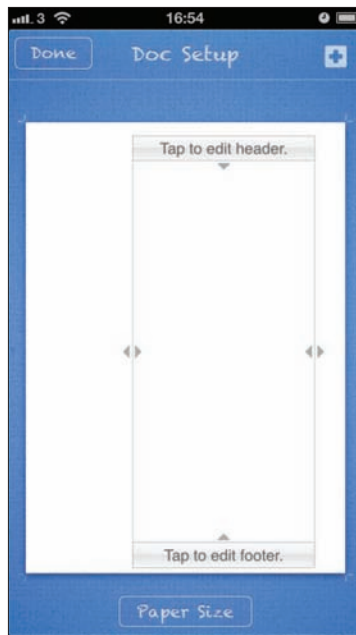 3 16:54
Done Doc Setup
Tap to edit header.
Tap to edit footer.
Paper Size